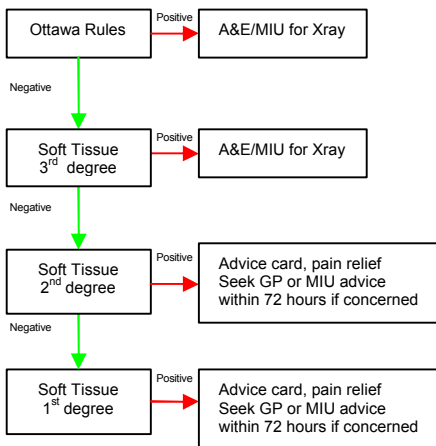 Ottawa Rules
Positive
A&E/MIU for Xray
Negative
Soft Tissue
3rd degree
Positive
A&E/MIU for Xray
Negative
Soft Tissue
2nd degree
Positive
Advice card, pain relief
Seek GP or MIU advice
within 72 hours if concerned
Negative
Soft Tissue
1st degree
Positive
Advice card, pain relief
Seek GP or MIU advice
within 72 hours if concerned